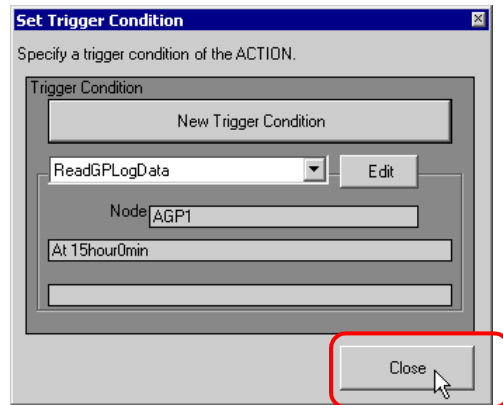 Set Trigger Condition
Specify a trigger condition of the ACTION.
Trigger Condition
New Trigger Condition
ReadGPLogData
Edit
Node AGP1
At 15hour0min
Close